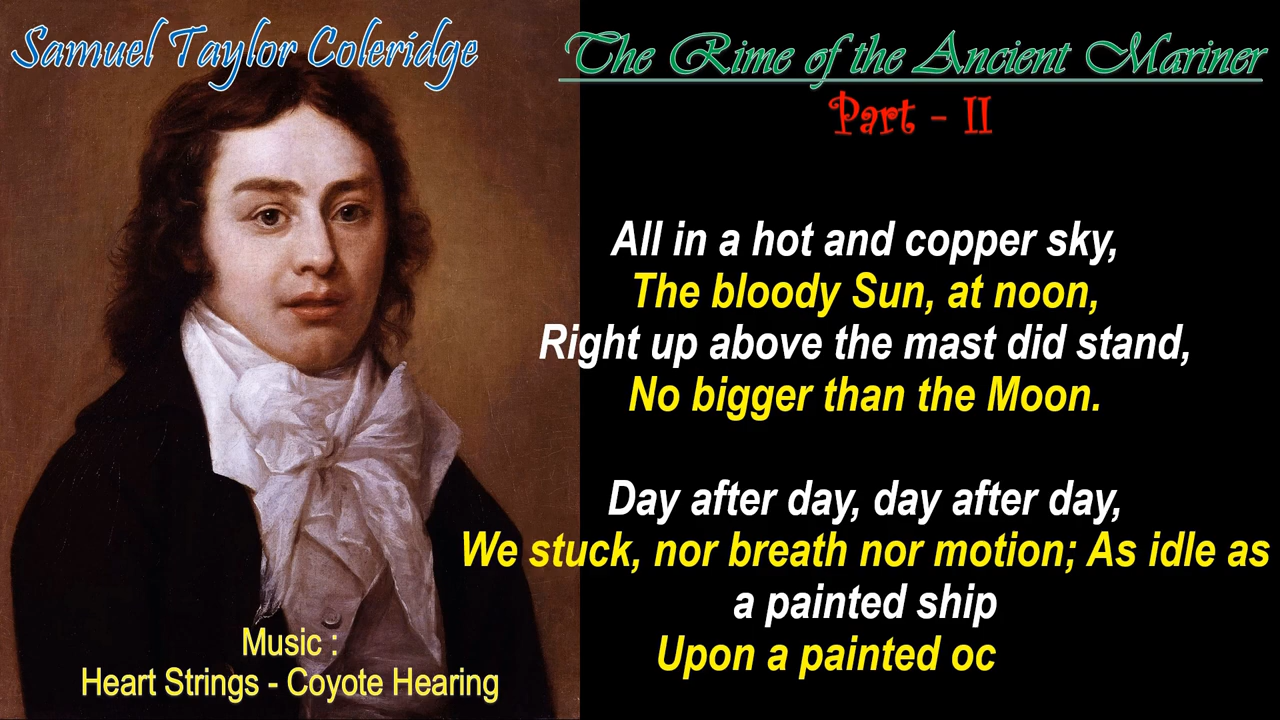 Samuel Taylor Coleridge
The Rime of the Ancient Mariner
Part - II
All in a hot and copper sky,
The bloody Sun, at noon,
Right up above the mast did stand,
No bigger than the Moon.
Day after day, day after day,
We stuck, nor breath nor motion; As idle as
a painted ship
Upon a painted oc
Music :
Heart Strings - Coyote Hearing